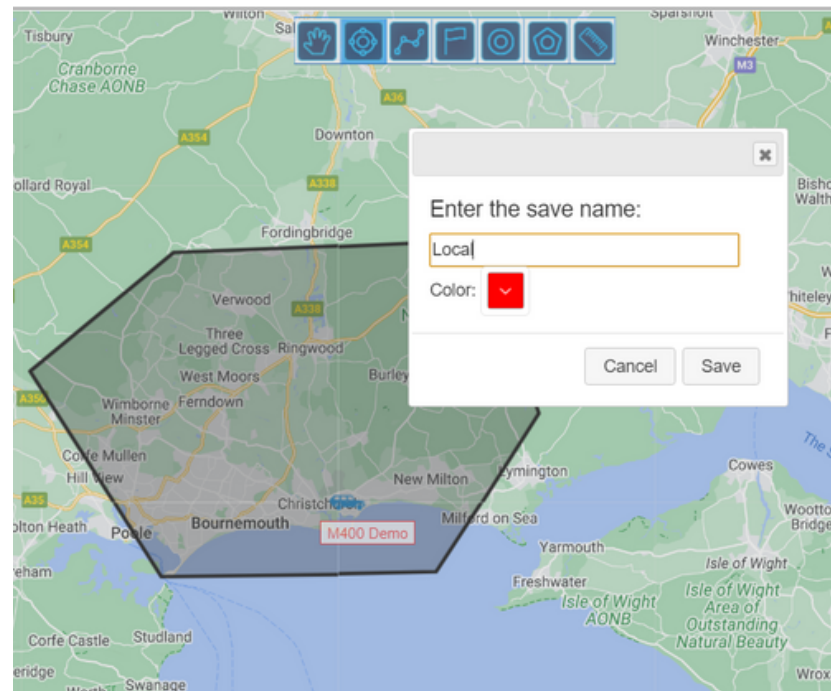 Wilton
Sparsholt
Tisbury
Sal
Winchester
Cranborne
Chase AONB
M3
A36
A354
Downton
ollard Royal
A338
Bisho
Walth
Enter the save name:
Fordingbridge
A354
Local
Color:
Verwood
A338
hiteley
Three
Legged Cross
Ringwood
West Moors
Burley
Cancel
Save
A350
Wimborne
Minster
Ferndown
Corfe Mullen
The S
Hill View
New Milton
Lymington
Cowes
A35
Christchurch
olton Heath
Poole
Bournemouth
Milford on Sea
Wootto
Bridge
M400 Demo
Yarmouth
Isle of Wight
eham
Freshwater
Isle of Wight
AONB
Isle of Wight
Area of
Outstanding
Natural Beauty
Corfe Castle
Studland
eridge
Swanage
Wrox